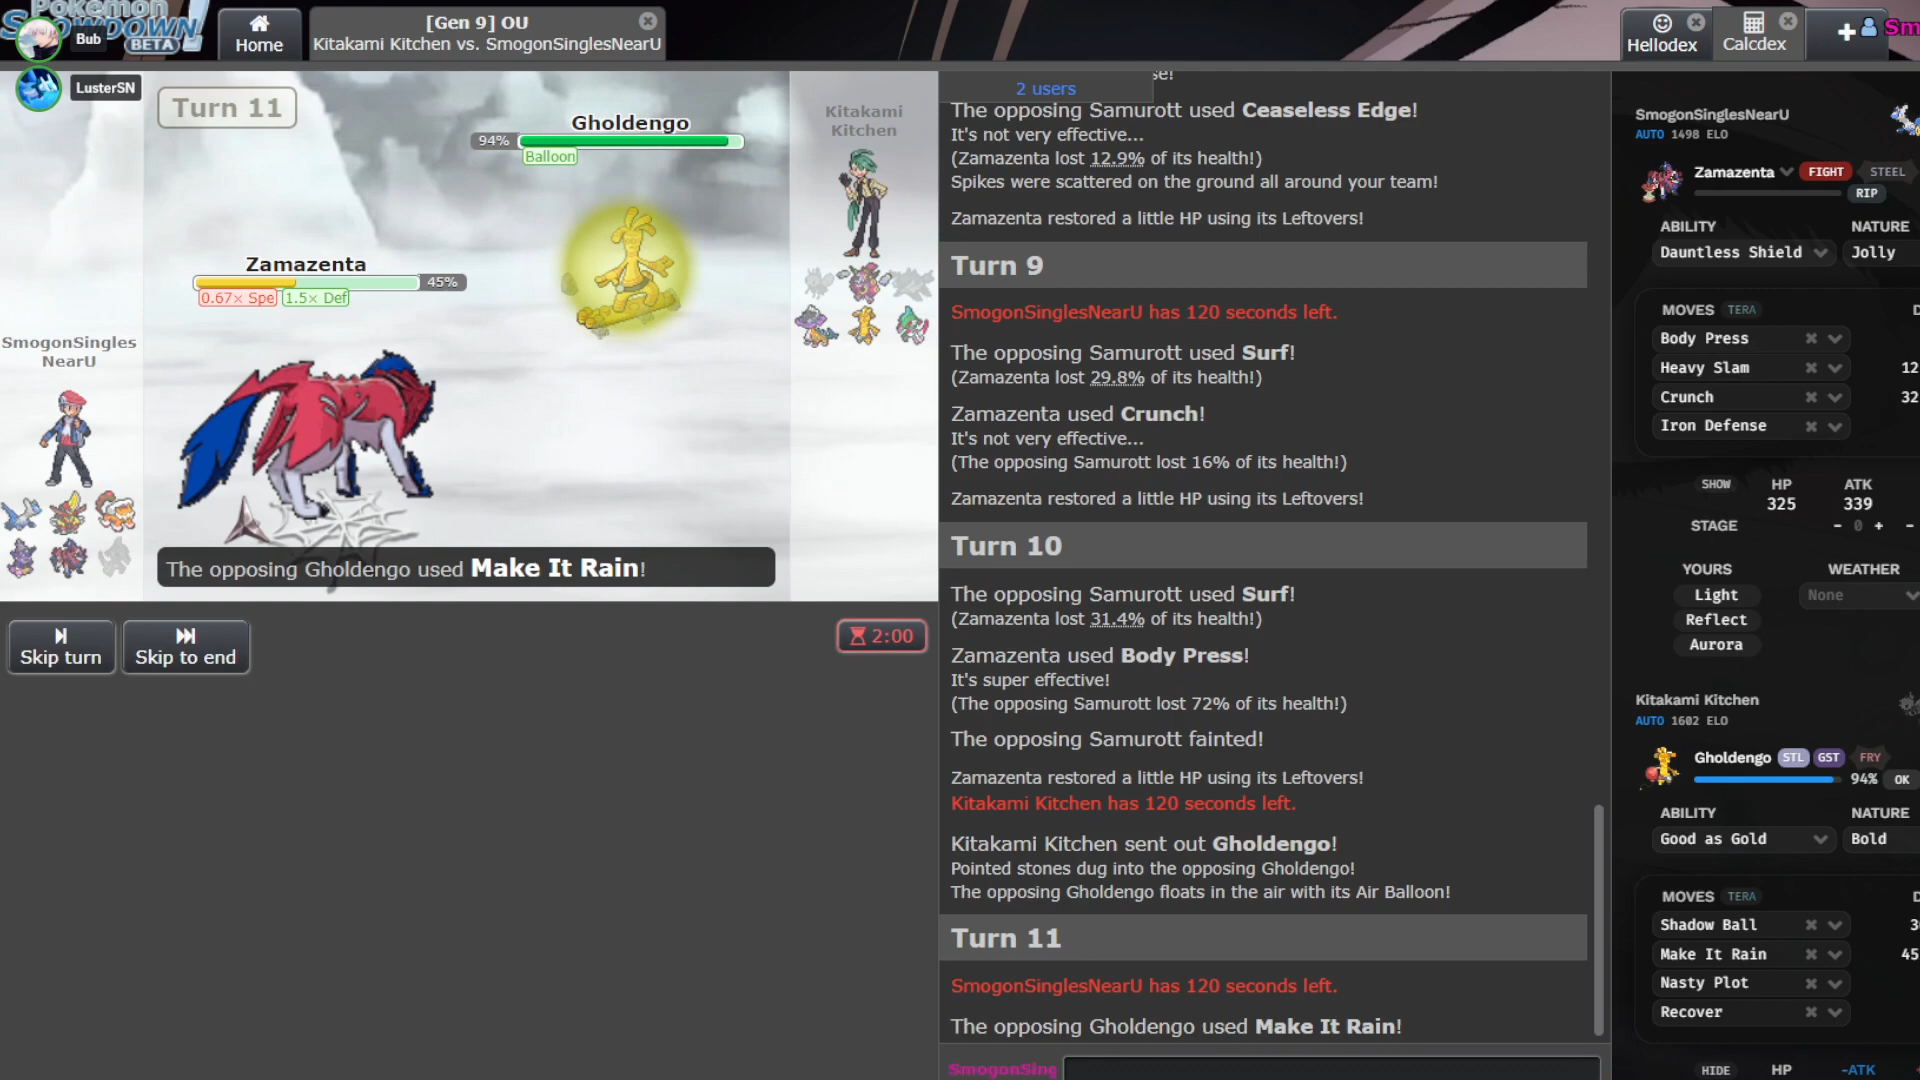 Pokémon
SHOWDOWN!
BETA
Bub
Home
[Gen 9] OU
Kitakami Kitchen vs. SmogonSinglesNearU
Hellodex
Calcdex
Sm
LusterSN
Turn 11
Gholdengo
94%
Balloon
Zamazenta
45%
0.67× Spe
1.5× Def
Kitakami
Kitchen
SmogonSingles
NearU
The opposing Gholdengo used Make It Rain!
Skip turn
Skip to end
2:00
2 users
se!
The opposing Samurott used Ceaseless Edge!
It's not very effective...
(Zamazenta lost 12.9% of its health!)
Spikes were scattered on the ground all around your team!
Zamazenta restored a little HP using its Leftovers!
Turn 9
SmogonSinglesNearU has 120 seconds left.
The opposing Samurott used Surf!
(Zamazenta lost 29.8% of its health!)
Zamazenta used Crunch!
It's not very effective...
(The opposing Samurott lost 16% of its health!)
Zamazenta restored a little HP using its Leftovers!
Turn 10
The opposing Samurott used Surf!
(Zamazenta lost 31.4% of its health!)
Zamazenta used Body Press!
It's super effective!
(The opposing Samurott lost 72% of its health!)
The opposing Samurott fainted!
Zamazenta restored a little HP using its Leftovers!
Kitakami Kitchen has 120 seconds left.
Kitakami Kitchen sent out Gholdengo!
Pointed stones dug into the opposing Gholdengo!
The opposing Gholdengo floats in the air with its Air Balloon!
Turn 11
SmogonSinglesNearU has 120 seconds left.
The opposing Gholdengo used Make It Rain!
SmogonSing
SmogonSinglesNearU
AUTO 1498 ELO
Zamazenta FIGHT STEEL
RIP
ABILITY NATURE
Dauntless Shield Jolly
MOVES TERA D
Body Press
Heavy Slam 12
Crunch 32
Iron Defense
SHOW HP ATK
325 339
STAGE - 0 + -
YOURS WEATHER
Light None
Reflect
Aurora
Kitakami Kitchen
AUTO 1602 ELO
Gholdengo STL GST FRY
94% OK
ABILITY NATURE
Good as Gold Bold
MOVES TERA D
Shadow Ball 3
Make It Rain 45
Nasty Plot
Recover
HIDE HP -ATK